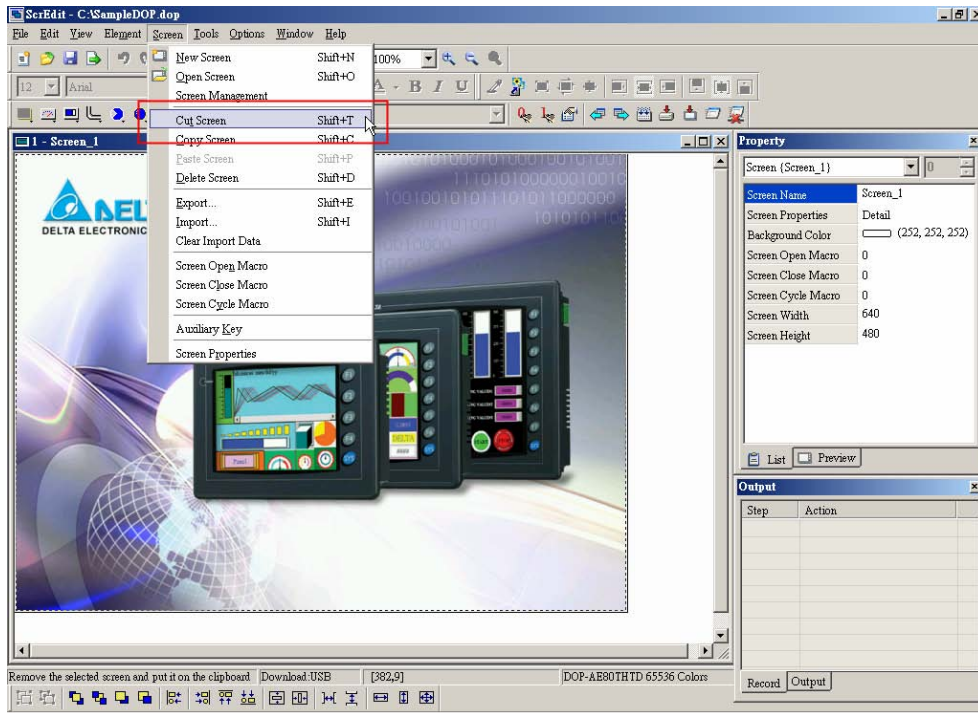 ScrEdit - C:\SampleDOP.dop
File Edit View Element Screen Tools Options Window Help
100%
12 Arial
B I U
New Screen Shift+N
Open Screen Shift+O
Screen Management
Cut Screen Shift+T
Copy Screen Shift+C
Paste Screen Shift+P
Delete Screen Shift+D
Export... Shift+E
Import... Shift+I
Clear Import Data
Screen Open Macro
Screen Close Macro
Screen Cycle Macro
Auxiliary Key
Screen Properties
1 - Screen_1
DELTA ELECTRONIC
DELTA
START
Property
Screen {Screen_1} 0
Screen Name Screen_1
Screen Properties Detail
Background Color (252, 252, 252)
Screen Open Macro 0
Screen Close Macro 0
Screen Cycle Macro 0
Screen Width 640
Screen Height 480
List Preview
Output
Step Action
Record Output
Remove the selected screen and put it on the clipboard Download:USB [382,9] DOP-AE80THTD 65536 Colors